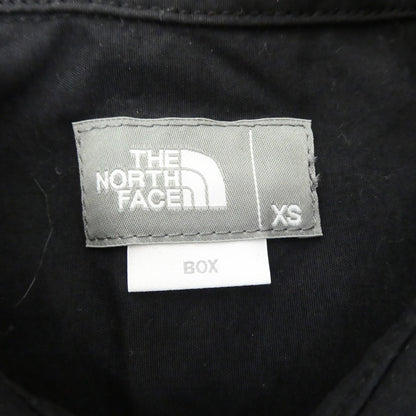 THE
NORTH
FACE
XS
BOX